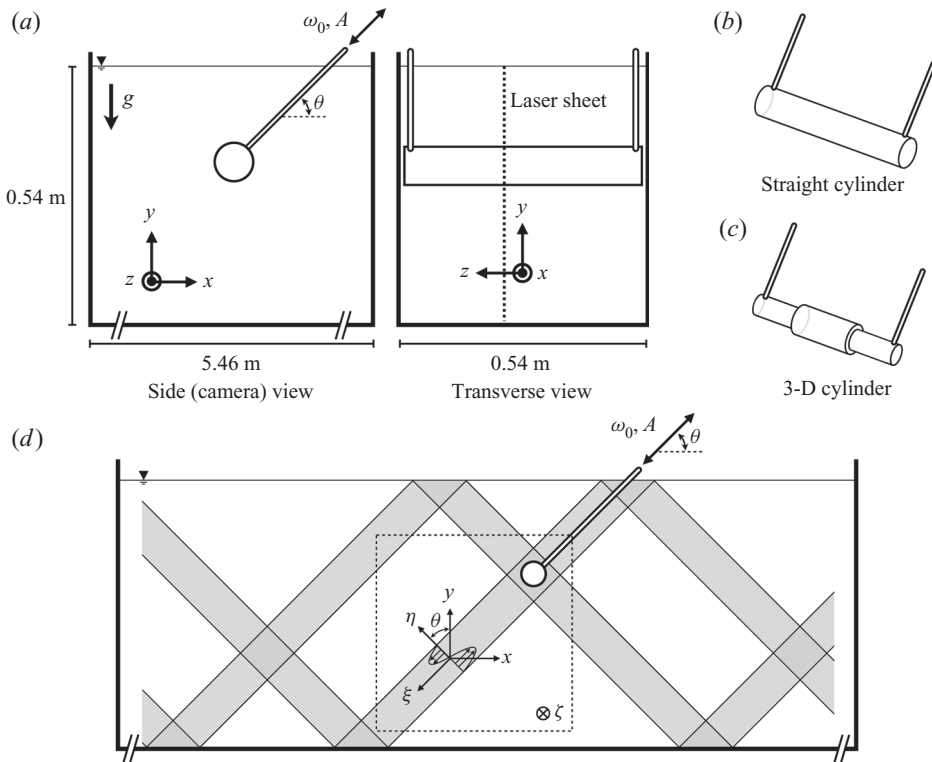 (a)
ω₀, A
g
θ
0.54 m
y
z
x
5.46 m
Side (camera) view
Laser sheet
y
z
x
0.54 m
Transverse view
(b)
Straight cylinder
(c)
3-D cylinder
(d)
ω₀, A
θ
y
η
θ
x
ξ
ζ